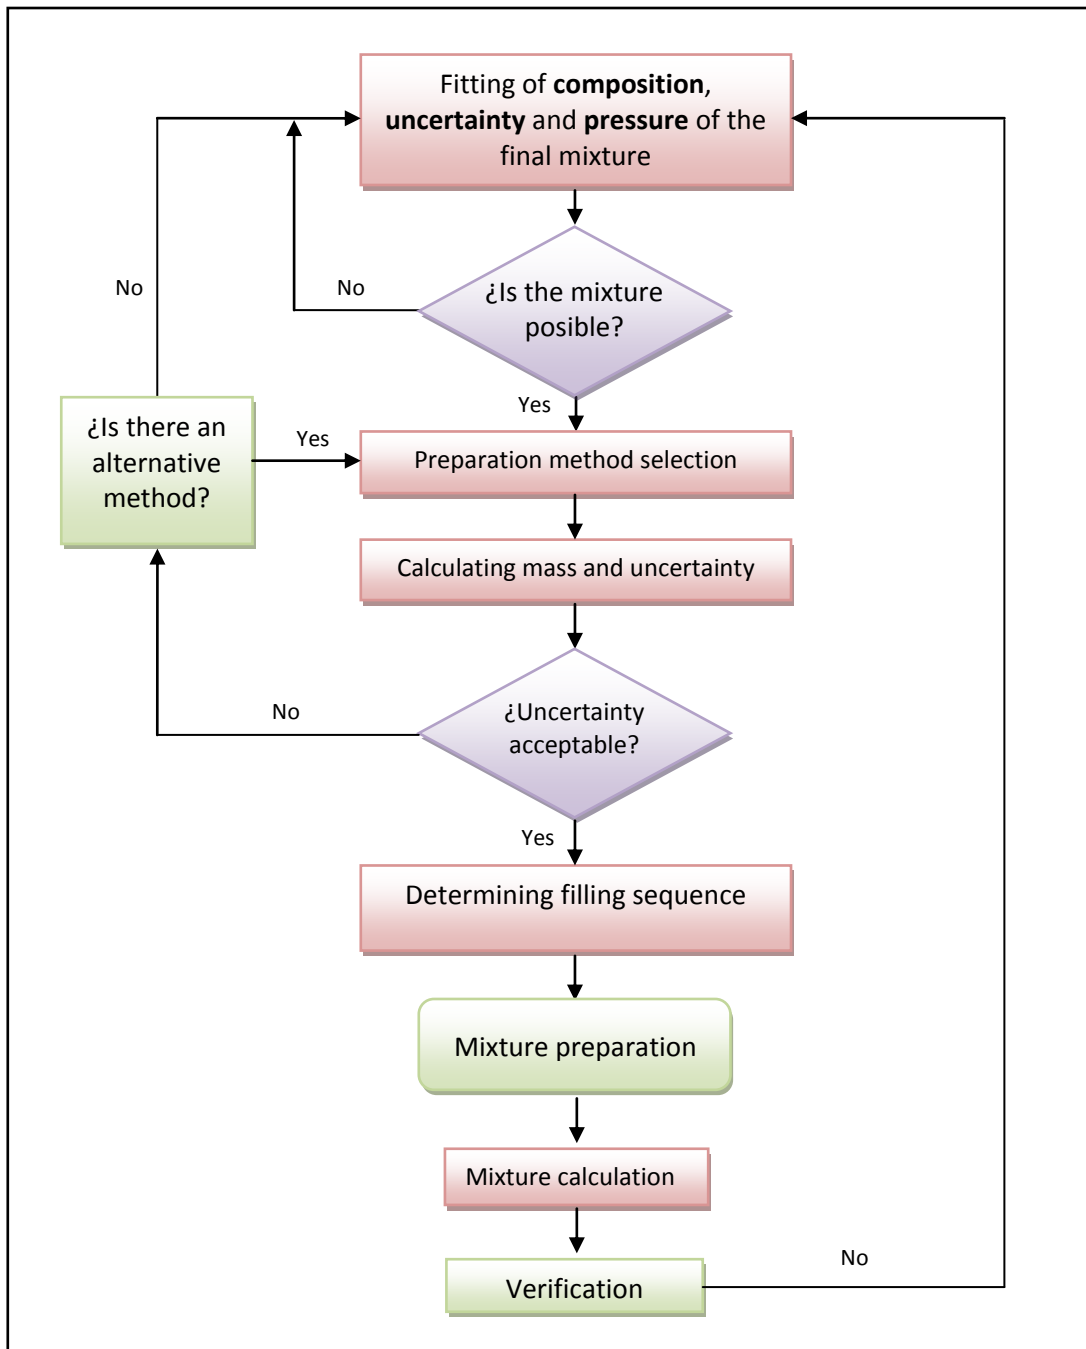 Fitting of composition,
uncertainty and pressure of the
final mixture
No
No
¿Is the mixture
posible?
Yes
¿Is there an
alternative
method?
Yes
Preparation method selection
Calculating mass and uncertainty
No
¿Uncertainty
acceptable?
Yes
Determining filling sequence
Mixture preparation
Mixture calculation
No
Verification